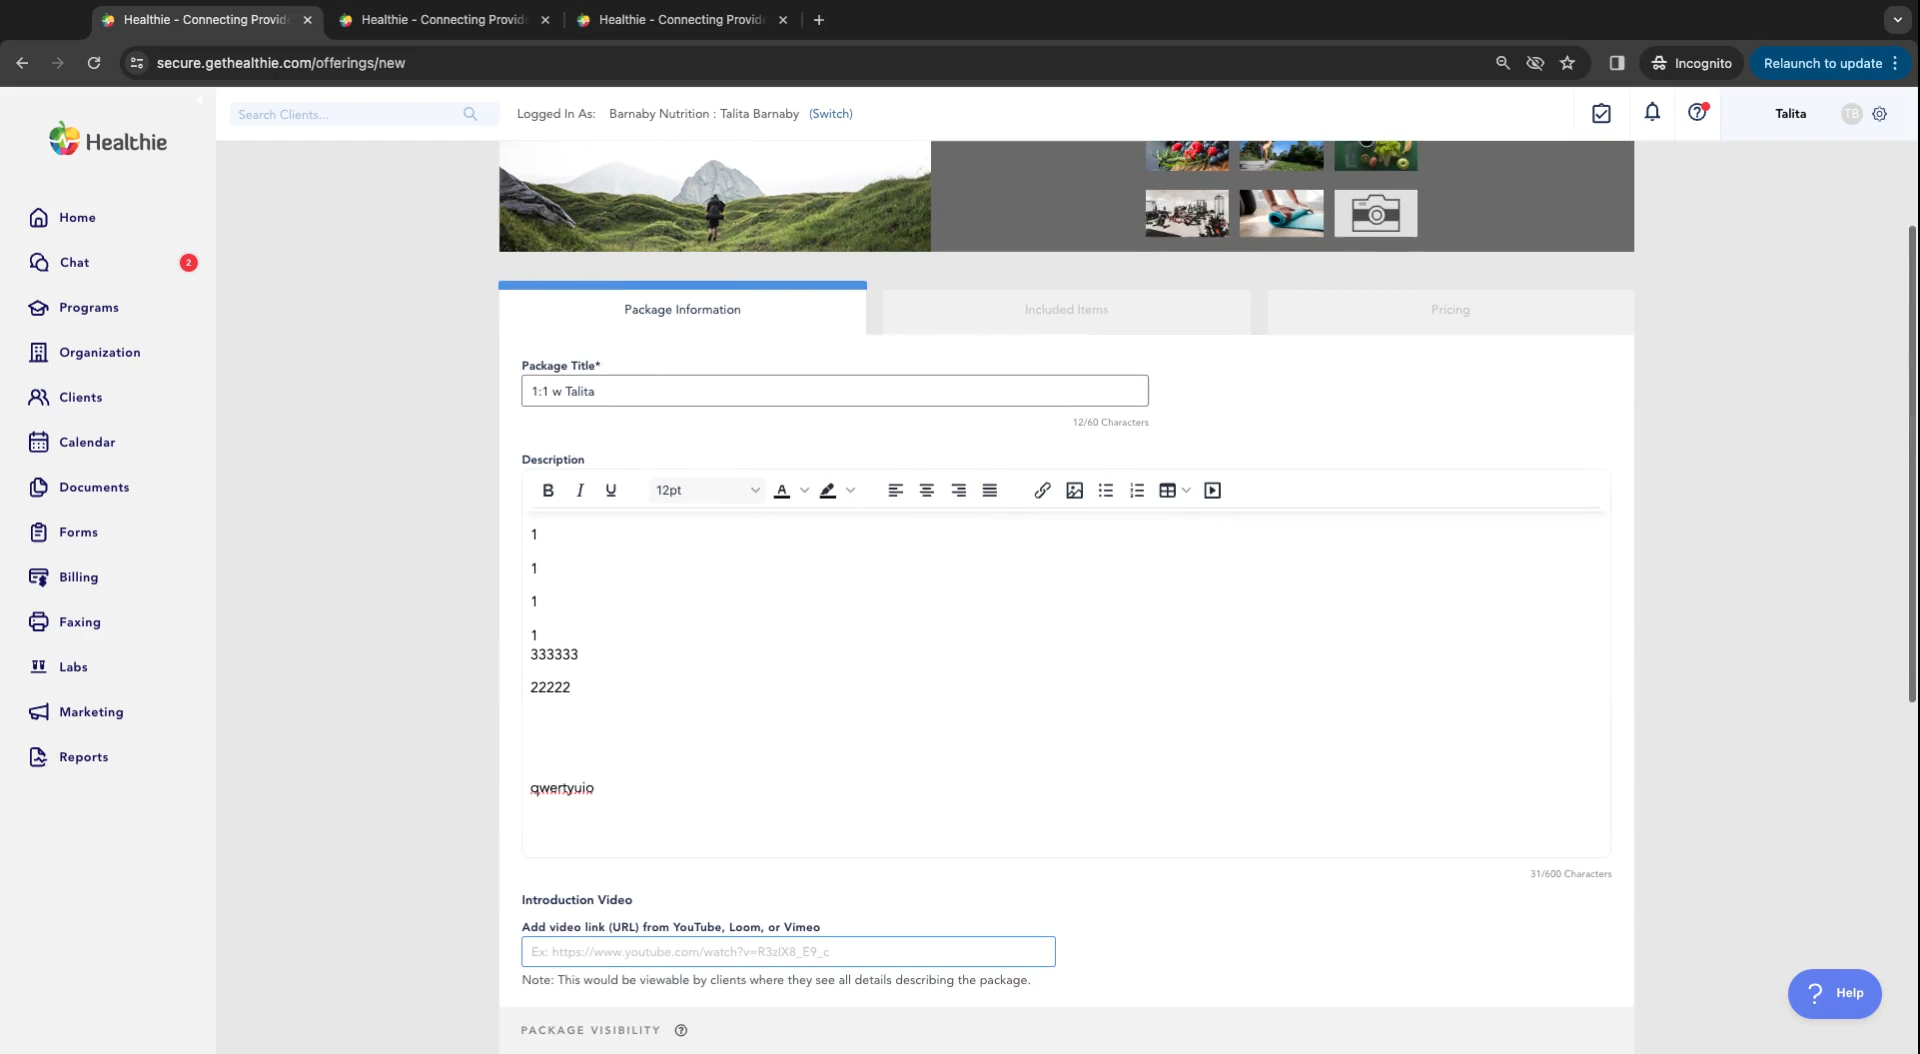 Healthie - Connecting Provide
Healthie - Connecting Provide
Healthie - Connecting Provid
secure.gethealthie.com/offerings/new
Incognito
Relaunch to update
Search Clients...
Logged In As: Barnaby Nutrition : Talita Barnaby (Switch)
Talita
TB
Healthie
Home
Chat
2
Programs
Organization
Clients
Calendar
Documents
Forms
Billing
Faxing
Labs
Marketing
Reports
Package Information
Included Items
Pricing
Package Title*
1:1 w Talita
12/60 Characters
Description
B I U 12pt A
1
1
1
1
333333
22222
qwertyuio
31/600 Characters
Introduction Video
Add video link (URL) from YouTube, Loom, or Vimeo
Ex: https://www.youtube.com/watch?v=R3zlX8_E9_c
Note: This would be viewable by clients where they see all details describing the package.
PACKAGE VISIBILITY ?
? Help